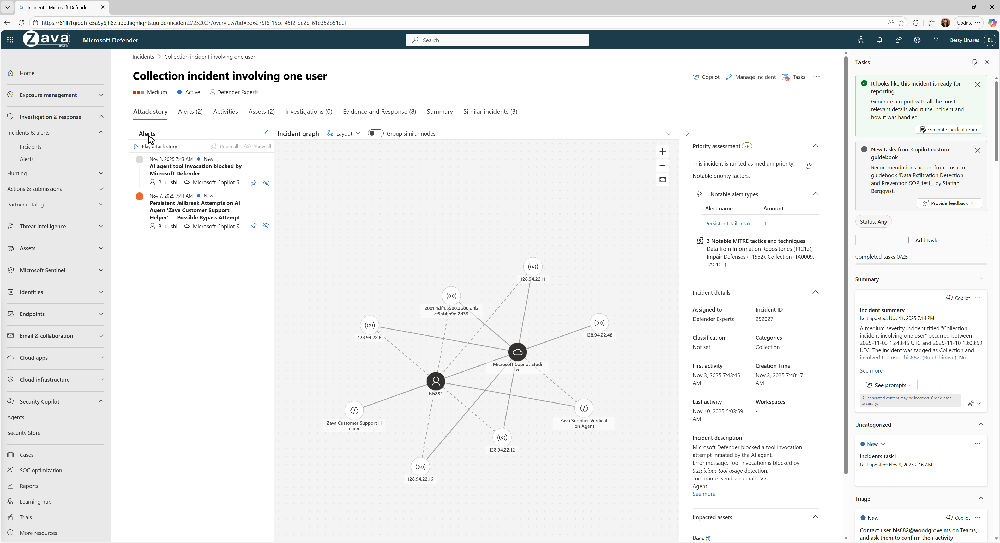 Incident - Microsoft Defender
https://81lh1gioqh-e5a9y6jh8z.app.highlights.guide/incident2/252027/overview?tid=536279f6-15cc-45f2-be2d-61e352b51eef
Update
Zava
private
Microsoft Defender
Search
Betsy Linares
BL
Home
Exposure management
Investigation & response
Incidents & alerts
Incidents
Alerts
Hunting
Actions & submissions
Partner catalog
Threat intelligence
Assets
Microsoft Sentinel
Identities
Endpoints
Email & collaboration
Cloud apps
Cloud infrastructure
Security Copilot
Agents
Security Store
Cases
SOC optimization
Reports
Learning hub
Trials
More resources
Incidents > Collection incident involving one user
Collection incident involving one user
Copilot
Manage incident
Tasks
Medium
Active
Defender Experts
Attack story
Alerts (2)
Activities
Assets (2)
Investigations (0)
Evidence and Response (8)
Summary
Similar incidents (3)
Alerts
Play attack story
Unpin all
Show all
Nov 3, 2025 7:43 AM
New
AI agent tool invocation blocked by
Microsoft Defender
Buu Ishi...
Microsoft Copilot S...
Nov 7, 2025 7:41 AM
New
Persistent Jailbreak Attempts on AI
Agent 'Zava Customer Support
Helper' — Possible Bypass Attempt
Buu Ishi...
Microsoft Copilot S...
Incident graph
Layout
Group similar nodes
128.94.22.11
2001:4df4:5500:3b00:d4b
e:5af4:b9d:2d33
128.94.22.6
128.94.22.48
Microsoft Copilot Studi
o
bis882
Zava Customer Support H
elper
Zava Supplier Verificat
ion Agent
128.94.22.12
128.94.22.16
Priority assessment
56
This incident is ranked as medium priority.
Notable priority factors:
1 Notable alert types
Alert name
Amount
Persistent Jailbreak ...
1
3 Notable MITRE tactics and techniques
Data from Information Repositories (T1213),
Impair Defenses (T1562), Collection (TA0009,
TA0100)
Incident details
Assigned to
Defender Experts
Incident ID
252027
Classification
Not set
Categories
Collection
First activity
Nov 3, 2025 7:43:45
AM
Creation Time
Nov 3, 2025 7:48:17
AM
Last activity
Nov 10, 2025 5:03:59
AM
Workspaces
-
Incident description
Microsoft Defender blocked a tool invocation
attempt initiated by the AI agent.
Error message: Tool invocation is blocked by
Suspicious tool usage detection.
Tool name: Send-an-email--V2-
Agent...
See more
Impacted assets
Users (1)
Tasks
It looks like this incident is ready for
reporting.
Generate a report with all the most
relevant details about the incident and
how it was handled.
Generate incident report
New tasks from Copilot custom
guidebook
Recommendations added from custom
guidebook 'Data Exfiltration Detection
and Prevention SOP_test_' by Staffan
Bergqvist.
Provide feedback
Status: Any
Add task
Completed tasks 0/25
Summary
Copilot
Incident summary
Last updated: Nov 11, 2025 7:14 PM
A medium severity incident titled "Collection
incident involving one user" occurred between
2025-11-03 15:43:45 UTC and 2025-11-10 13:03:59
UTC. The incident was tagged as Collection and
involved the user 'bis882' (Buu Ishimwe). No
See more
See prompts
AI-generated content may be incorrect. Check it for
accuracy.
Uncategorized
New
incidents task1
Last updated: Nov 9, 2025 2:16 AM
Triage
New
Copilot
Contact user bis882@woodgrove.ms on Teams,
and ask them to confirm their activity